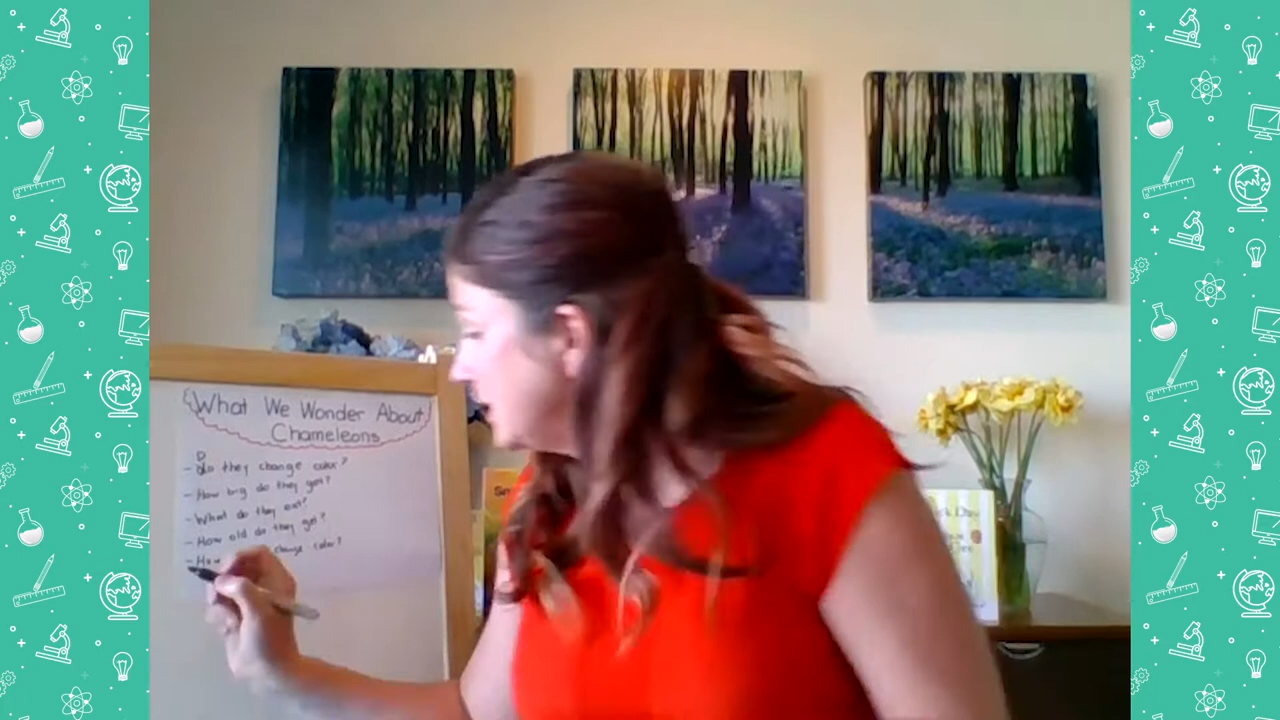 What We Wonder About
Chameleons
D
- do they change color?
- How big do they get?
- What do they eat?
- How old do they get?
- How change color?